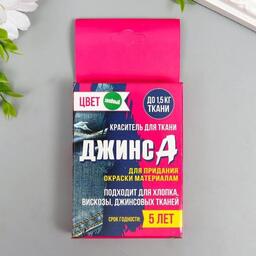 ЦВЕТ
зелёный
ДО 1,5 КГ
ТКАНИ
КРАСИТЕЛЬ ДЛЯ ТКАНИ
ДЖИНСА
ДЛЯ ПРИДАНИЯ
ОКРАСКИ МАТЕРИАЛАМ
ПОДХОДИТ ДЛЯ ХЛОПКА,
ВИСКОЗЫ, ДЖИНСОВЫХ ТКАНЕЙ
СРОК ГОДНОСТИ: 5 ЛЕТ